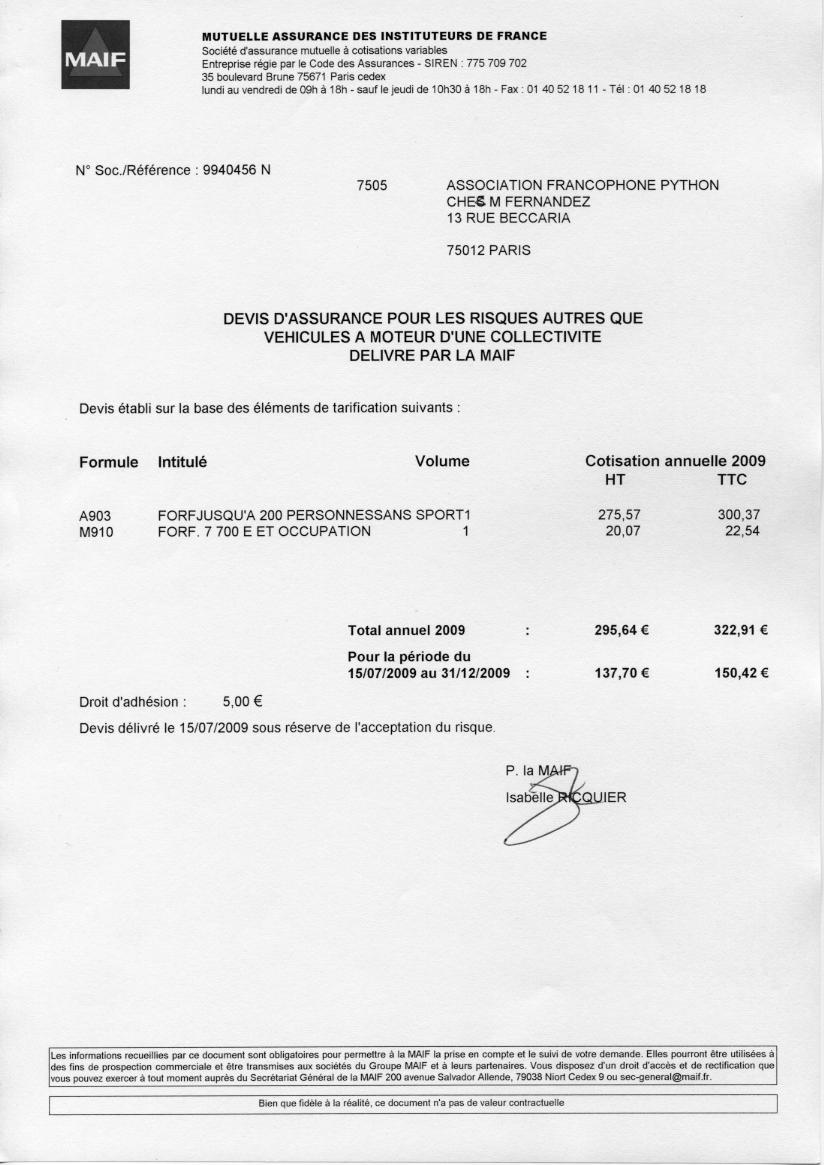 MAIF
MUTUELLE ASSURANCE DES INSTITUTEURS DE FRANCE
Société d'assurance mutuelle à cotisations variables
Entreprise régie par le Code des Assurances - SIREN : 775 709 702
35 boulevard Brune 75671 Paris cedex
lundi au vendredi de 09h à 18h - sauf le jeudi de 10h30 à 18h - Fax : 01 40 52 18 11 - Tél : 01 40 52 18 18
N° Soc./Référence : 9940456 N
7505 ASSOCIATION FRANCOPHONE PYTHON
CHES M FERNANDEZ
13 RUE BECCARIA
75012 PARIS
DEVIS D'ASSURANCE POUR LES RISQUES AUTRES QUE
VEHICULES A MOTEUR D'UNE COLLECTIVITE
DELIVRE PAR LA MAIF
Devis établi sur la base des éléments de tarification suivants :
Formule Intitulé Volume Cotisation annuelle 2009
HT TTC
A903 FORFJUSQU'A 200 PERSONNESSANS SPORT1 275,57 300,37
M910 FORF. 7 700 E ET OCCUPATION 1 20,07 22,54
Total annuel 2009 : 295,64 € 322,91 €
Pour la période du
15/07/2009 au 31/12/2009 : 137,70 € 150,42 €
Droit d'adhésion : 5,00 €
Devis délivré le 15/07/2009 sous réserve de l'acceptation du risque.
P. la MAIF
Isabelle RICQUIER
Les informations recueillies par ce document sont obligatoires pour permettre à la MAIF la prise en compte et le suivi de votre demande. Elles pourront être utilisées à
des fins de prospection commerciale et être transmises aux sociétés du Groupe MAIF et à leurs partenaires. Vous disposez d'un droit d'accès et de rectification que
vous pouvez exercer à tout moment auprès du Secrétariat Général de la MAIF 200 avenue Salvador Allende, 79038 Niort Cedex 9 ou sec-general@maif.fr.
Bien que fidèle à la réalité, ce document n'a pas de valeur contractuelle